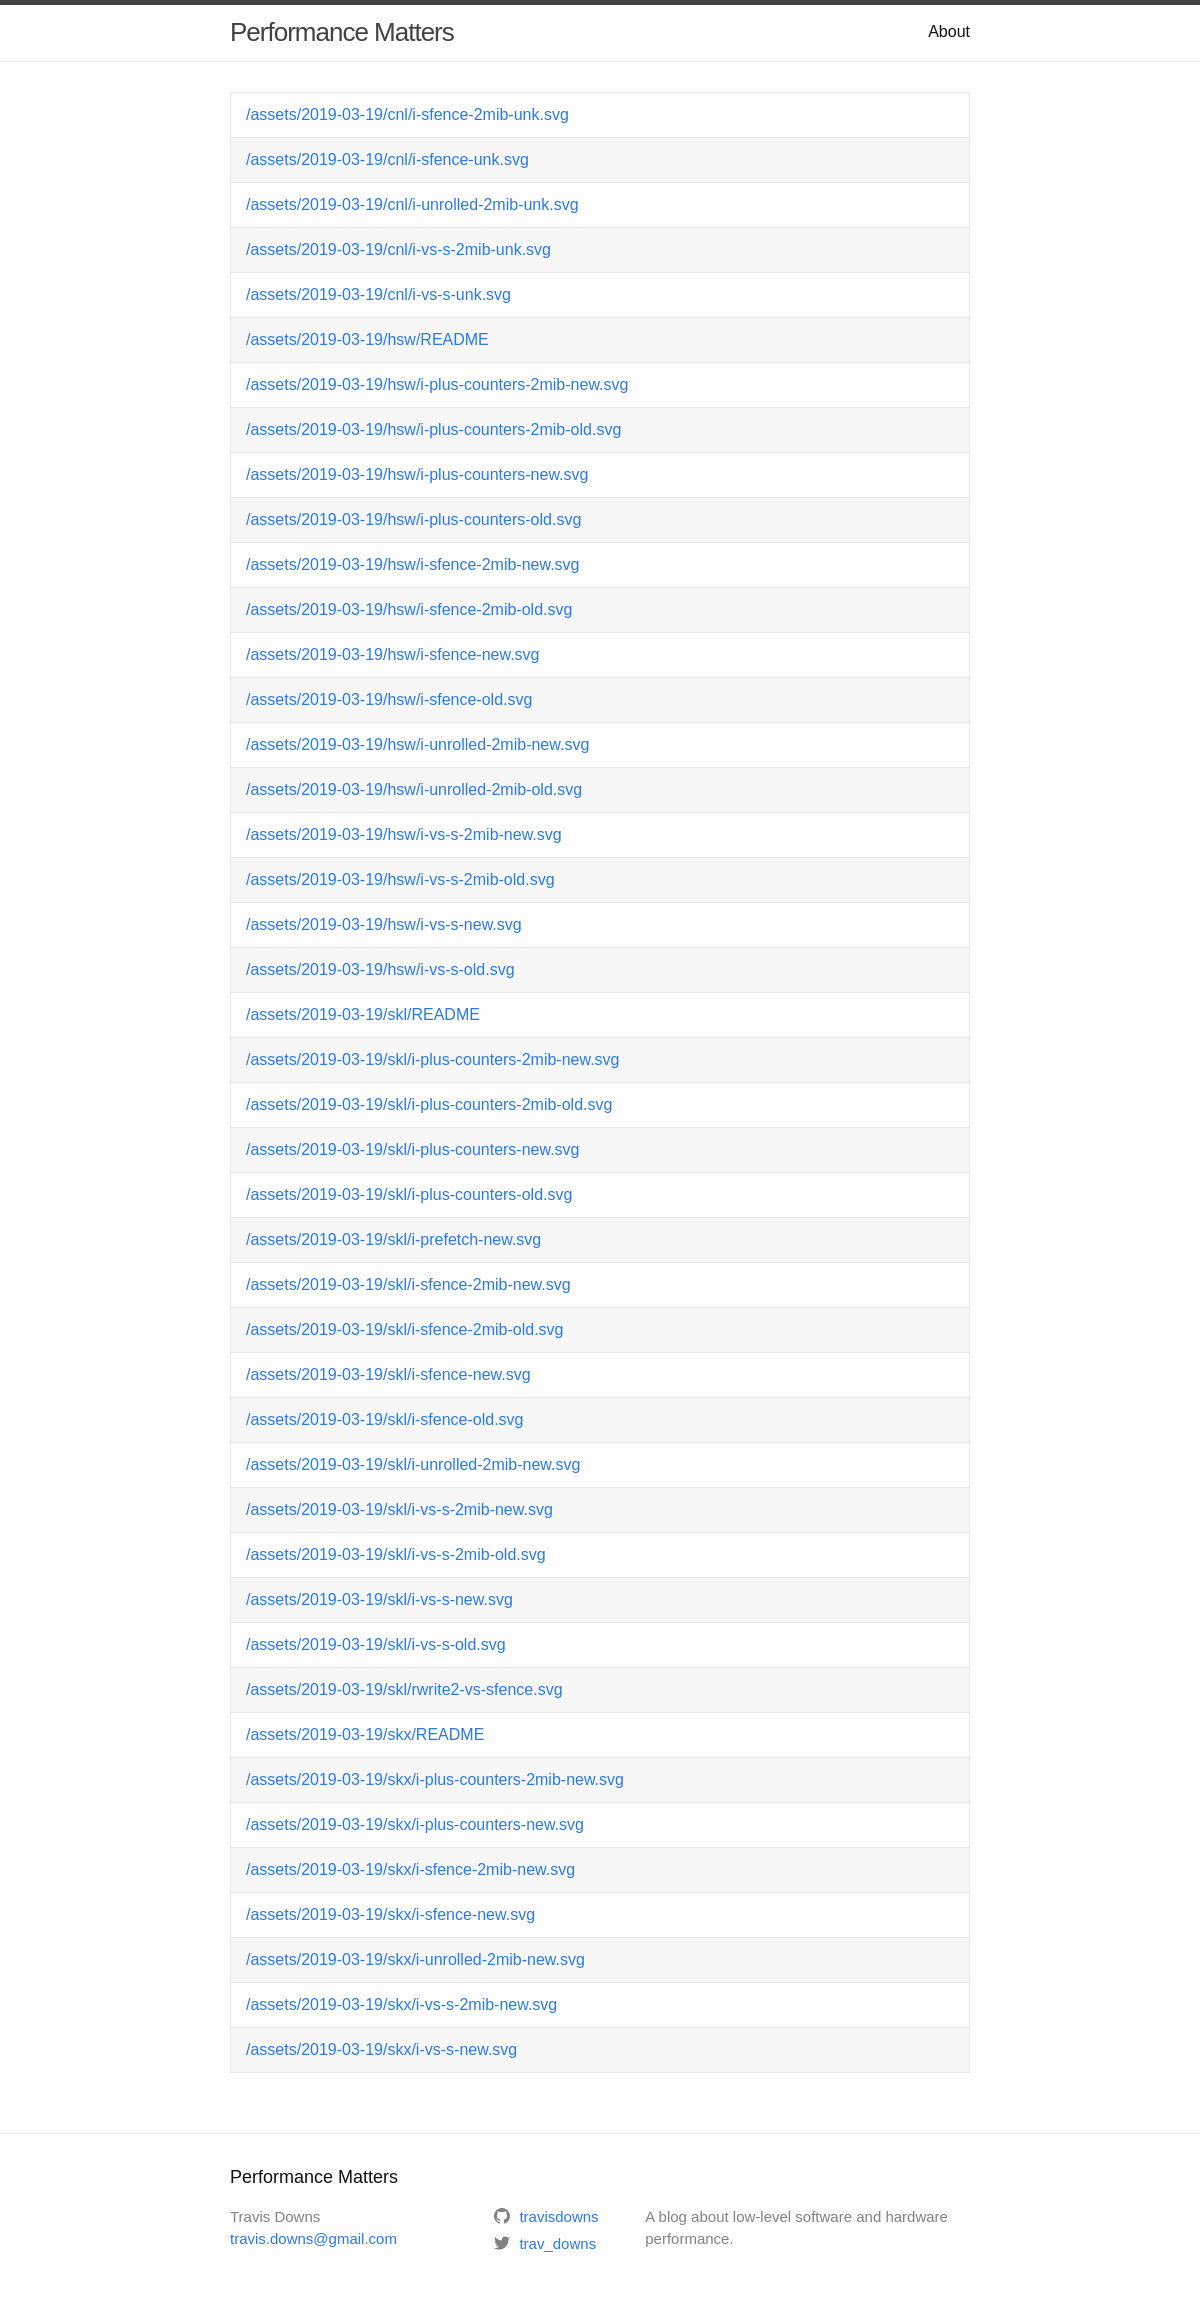 Performance Matters
About
/assets/2019-03-19/cnl/i-sfence-2mib-unk.svg
/assets/2019-03-19/cnl/i-sfence-unk.svg
/assets/2019-03-19/cnl/i-unrolled-2mib-unk.svg
/assets/2019-03-19/cnl/i-vs-s-2mib-unk.svg
/assets/2019-03-19/cnl/i-vs-s-unk.svg
/assets/2019-03-19/hsw/README
/assets/2019-03-19/hsw/i-plus-counters-2mib-new.svg
/assets/2019-03-19/hsw/i-plus-counters-2mib-old.svg
/assets/2019-03-19/hsw/i-plus-counters-new.svg
/assets/2019-03-19/hsw/i-plus-counters-old.svg
/assets/2019-03-19/hsw/i-sfence-2mib-new.svg
/assets/2019-03-19/hsw/i-sfence-2mib-old.svg
/assets/2019-03-19/hsw/i-sfence-new.svg
/assets/2019-03-19/hsw/i-sfence-old.svg
/assets/2019-03-19/hsw/i-unrolled-2mib-new.svg
/assets/2019-03-19/hsw/i-unrolled-2mib-old.svg
/assets/2019-03-19/hsw/i-vs-s-2mib-new.svg
/assets/2019-03-19/hsw/i-vs-s-2mib-old.svg
/assets/2019-03-19/hsw/i-vs-s-new.svg
/assets/2019-03-19/hsw/i-vs-s-old.svg
/assets/2019-03-19/skl/README
/assets/2019-03-19/skl/i-plus-counters-2mib-new.svg
/assets/2019-03-19/skl/i-plus-counters-2mib-old.svg
/assets/2019-03-19/skl/i-plus-counters-new.svg
/assets/2019-03-19/skl/i-plus-counters-old.svg
/assets/2019-03-19/skl/i-prefetch-new.svg
/assets/2019-03-19/skl/i-sfence-2mib-new.svg
/assets/2019-03-19/skl/i-sfence-2mib-old.svg
/assets/2019-03-19/skl/i-sfence-new.svg
/assets/2019-03-19/skl/i-sfence-old.svg
/assets/2019-03-19/skl/i-unrolled-2mib-new.svg
/assets/2019-03-19/skl/i-vs-s-2mib-new.svg
/assets/2019-03-19/skl/i-vs-s-2mib-old.svg
/assets/2019-03-19/skl/i-vs-s-new.svg
/assets/2019-03-19/skl/i-vs-s-old.svg
/assets/2019-03-19/skl/rwrite2-vs-sfence.svg
/assets/2019-03-19/skx/README
/assets/2019-03-19/skx/i-plus-counters-2mib-new.svg
/assets/2019-03-19/skx/i-plus-counters-new.svg
/assets/2019-03-19/skx/i-sfence-2mib-new.svg
/assets/2019-03-19/skx/i-sfence-new.svg
/assets/2019-03-19/skx/i-unrolled-2mib-new.svg
/assets/2019-03-19/skx/i-vs-s-2mib-new.svg
/assets/2019-03-19/skx/i-vs-s-new.svg
Performance Matters
Travis Downs
travis.downs@gmail.com
travisdowns
trav_downs
A blog about low-level software and hardware
performance.